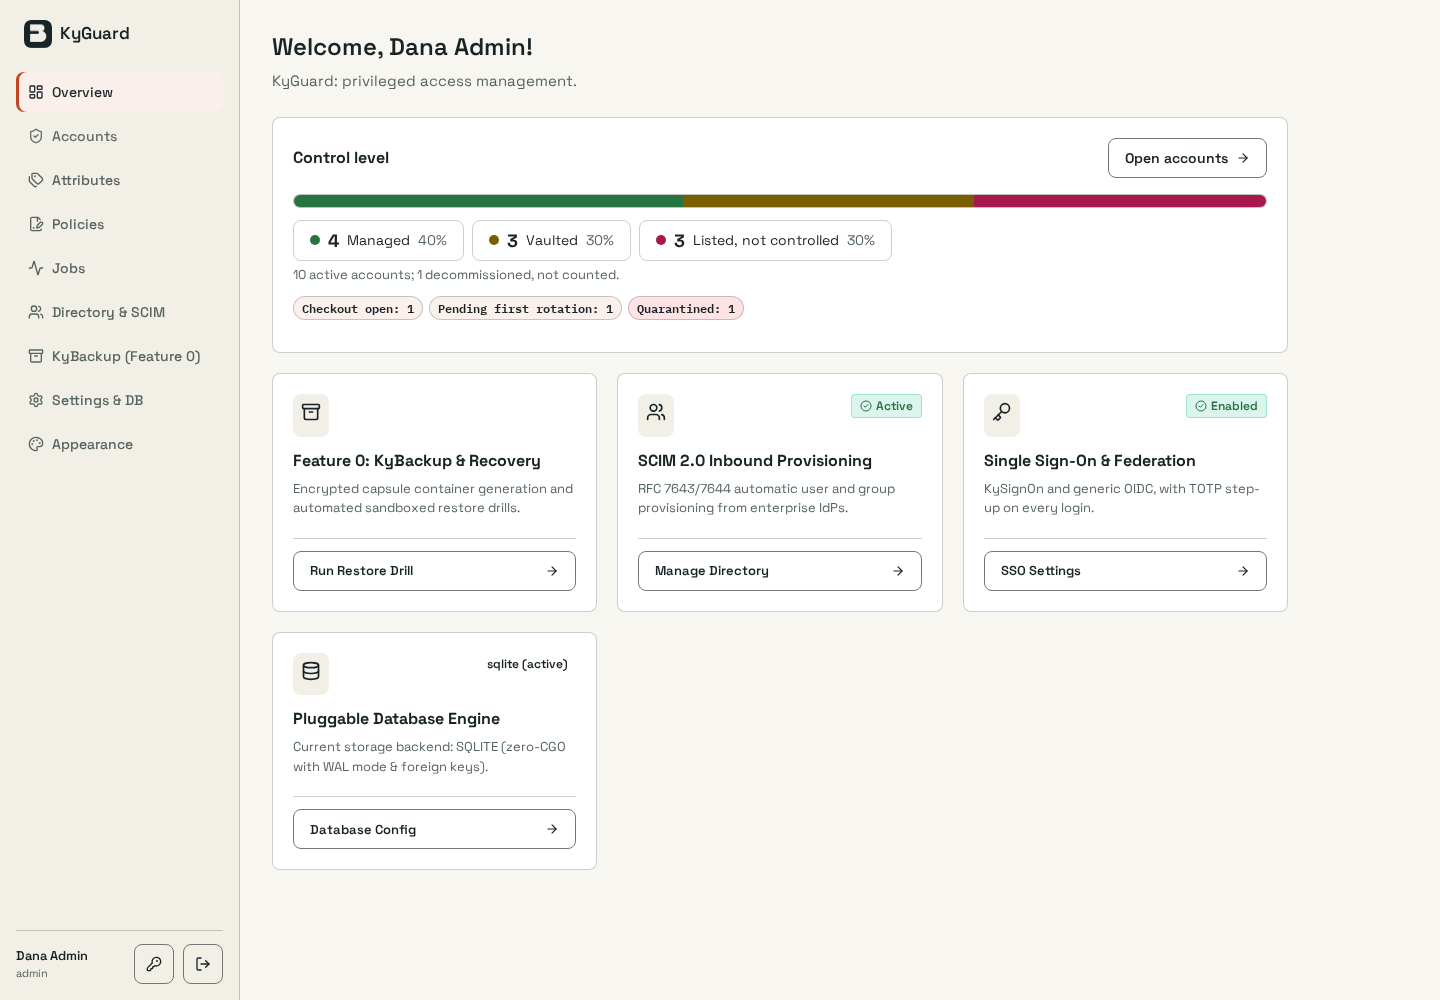 KyGuard
Overview
Accounts
Attributes
Policies
Jobs
Directory & SCIM
KyBackup (Feature 0)
Settings & DB
Appearance
Dana Admin
admin
Welcome, Dana Admin!
KyGuard: privileged access management.
Control level
Open accounts
4 Managed 40%
3 Vaulted 30%
3 Listed, not controlled 30%
10 active accounts; 1 decommissioned, not counted.
Checkout open: 1
Pending first rotation: 1
Quarantined: 1
Feature 0: KyBackup & Recovery
Encrypted capsule container generation and
automated sandboxed restore drills.
Run Restore Drill
Active
SCIM 2.0 Inbound Provisioning
RFC 7643/7644 automatic user and group
provisioning from enterprise IdPs.
Manage Directory
Enabled
Single Sign-On & Federation
KySignOn and generic OIDC, with TOTP step-
up on every login.
SSO Settings
sqlite (active)
Pluggable Database Engine
Current storage backend: SQLITE (zero-CGO
with WAL mode & foreign keys).
Database Config